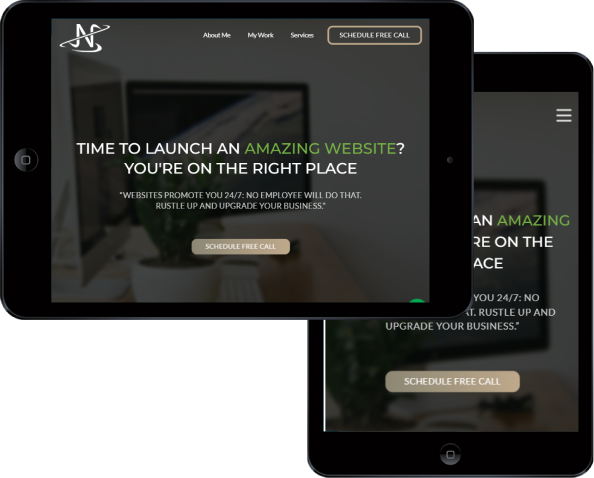 N
About Me
My Work
Services
SCHEDULE FREE CALL
TIME TO LAUNCH AN AMAZING WEBSITE?
YOU'RE ON THE RIGHT PLACE
"WEBSITES PROMOTE YOU 24/7: NO EMPLOYEE WILL DO THAT.
RUSTLE UP AND UPGRADE YOUR BUSINESS."
SCHEDULE FREE CALL
AN AMAZING
RE ON THE
ACE
YOU 24/7: NO
AT. RUSTLE UP AND
UPGRADE YOUR BUSINESS."
SCHEDULE FREE CALL